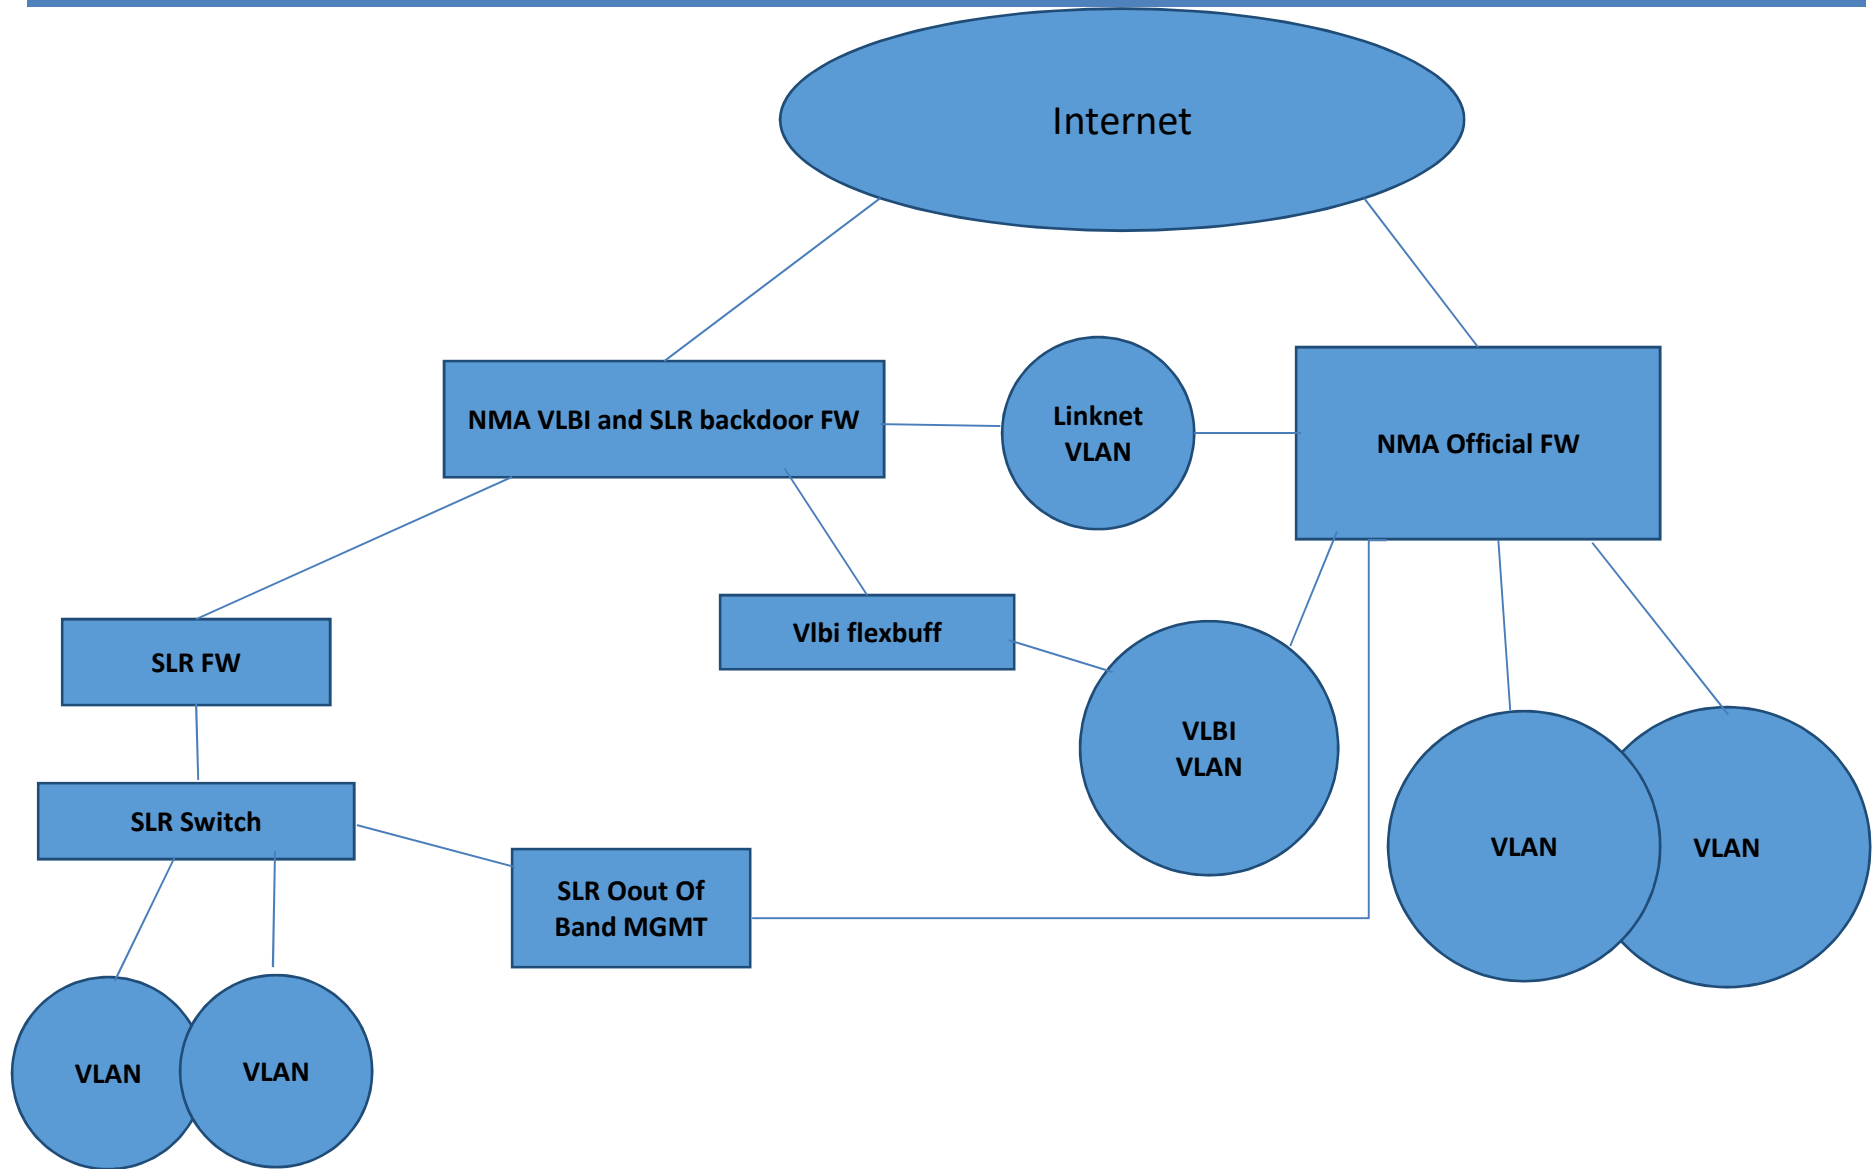 Internet
NMA VLBI and SLR backdoor FW
Linknet
VLAN
NMA Official FW
SLR FW
Vlbi flexbuff
VLBI
VLAN
SLR Switch
SLR Oout Of
Band MGMT
VLAN
VLAN
VLAN
VLAN